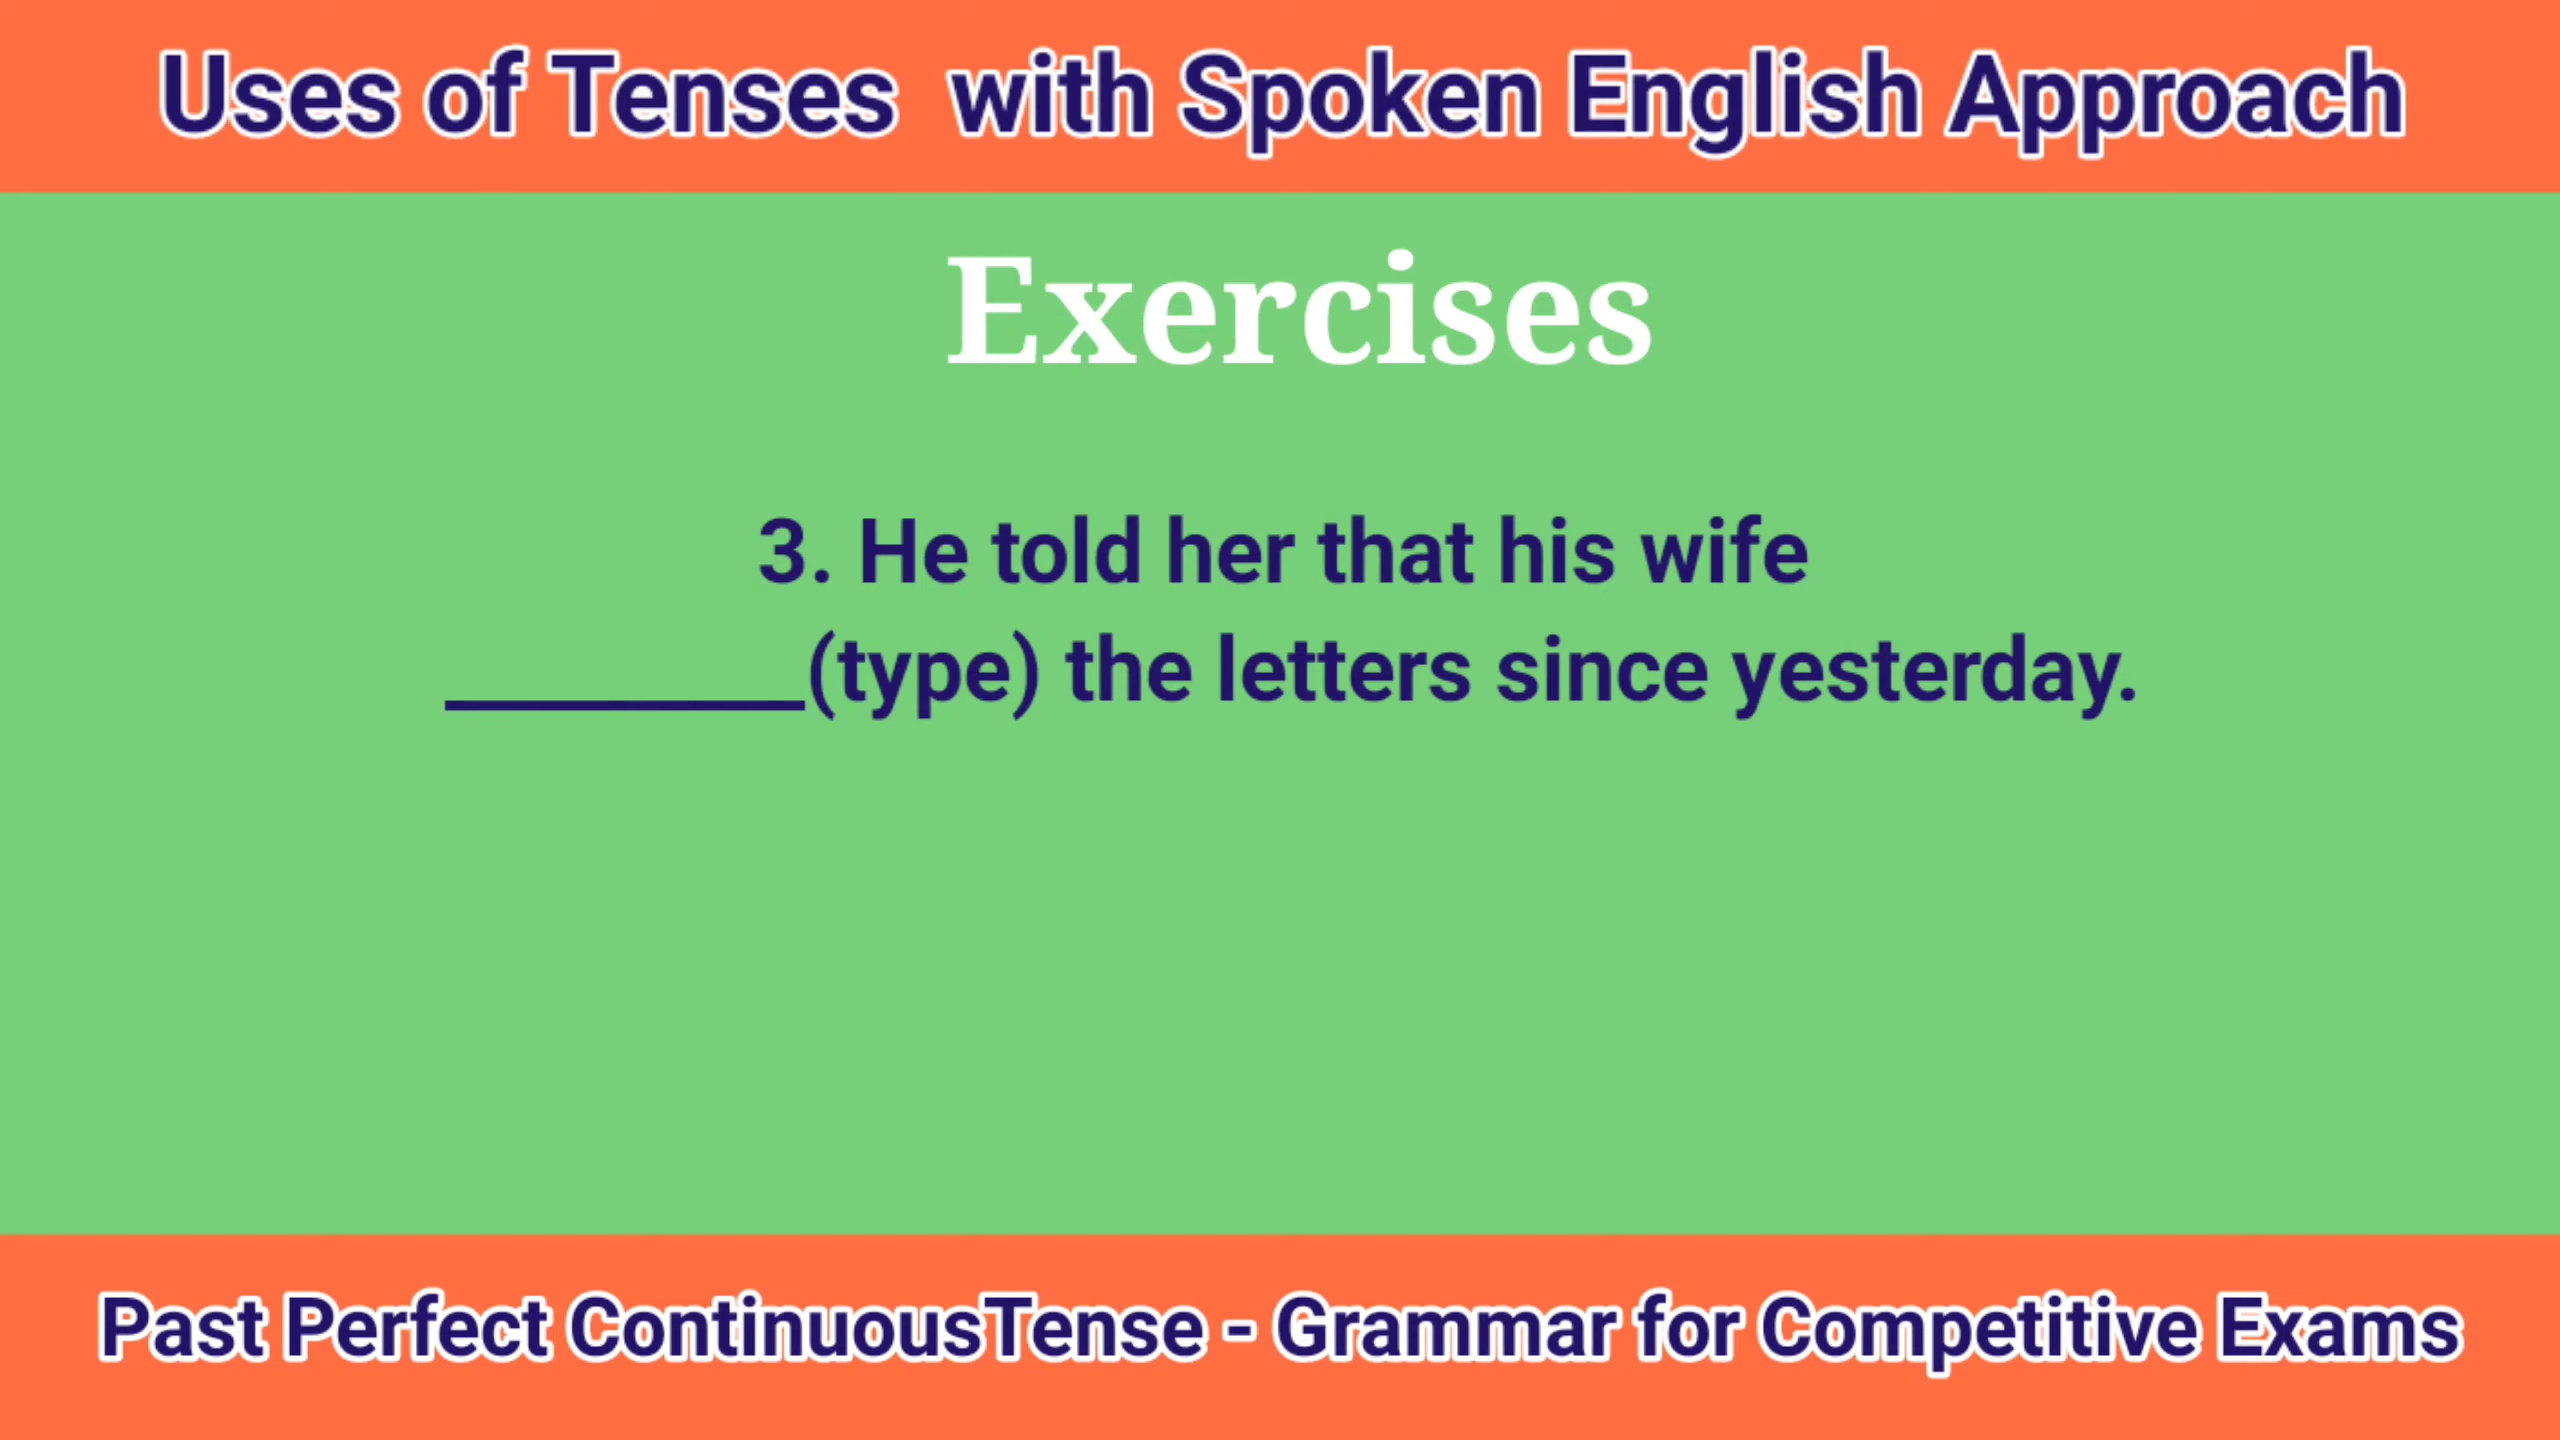 Uses of Tenses  with Spoken English Approach
Exercises
3. He told her that his wife
_________(type) the letters since yesterday.
Past Perfect ContinuousTense - Grammar for Competitive Exams